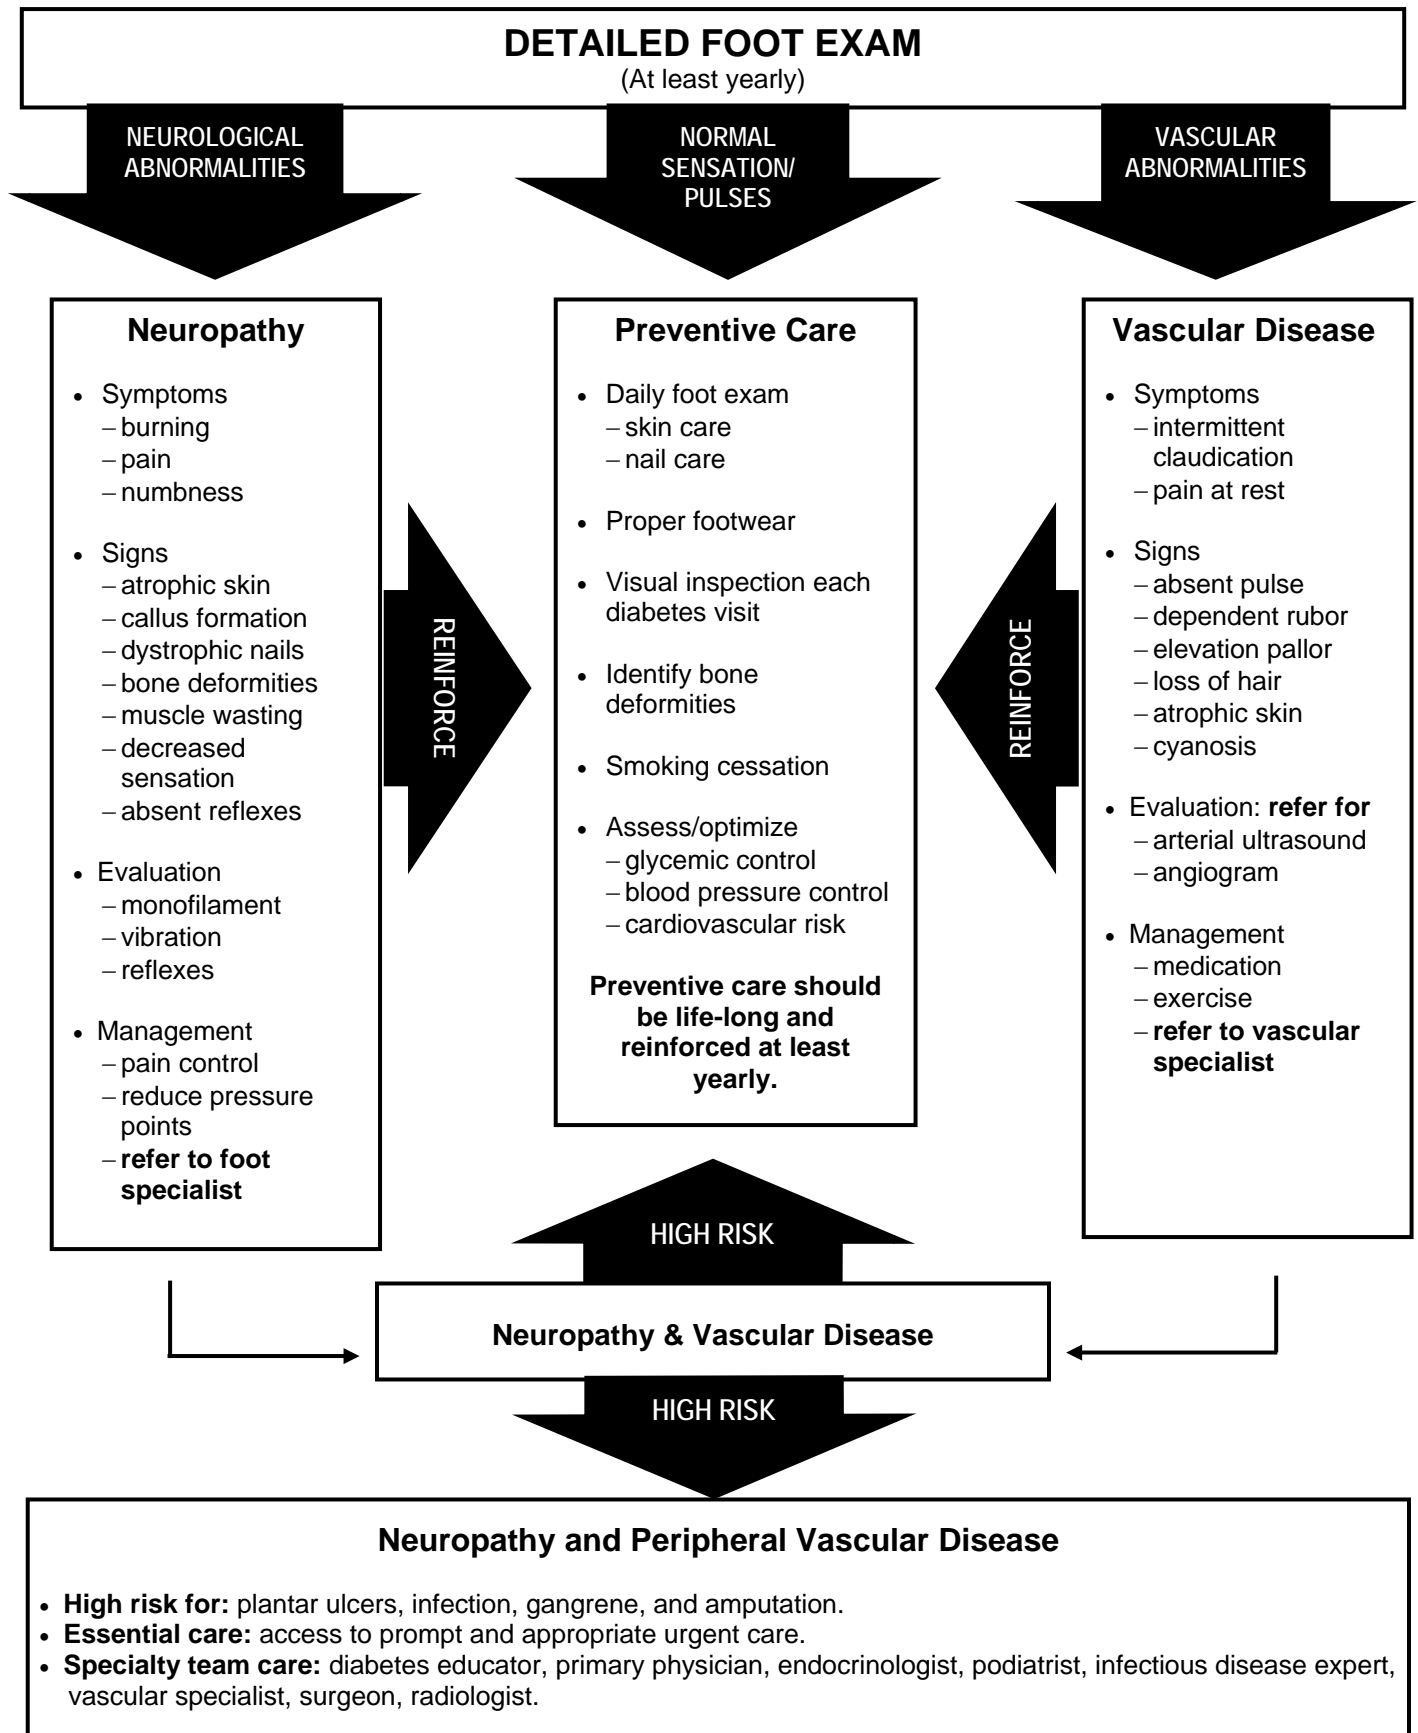 DETAILED FOOT EXAM
(At least yearly)
NEUROLOGICAL
ABNORMALITIES
NORMAL
SENSATION/
PULSES
VASCULAR
ABNORMALITIES
Neuropathy
• Symptoms
– burning
– pain
– numbness
• Signs
– atrophic skin
– callus formation
– dystrophic nails
– bone deformities
– muscle wasting
– decreased
sensation
– absent reflexes
• Evaluation
– monofilament
– vibration
– reflexes
• Management
– pain control
– reduce pressure
points
– refer to foot
specialist
REINFORCE
Preventive Care
• Daily foot exam
– skin care
– nail care
• Proper footwear
• Visual inspection each
diabetes visit
• Identify bone
deformities
• Smoking cessation
• Assess/optimize
– glycemic control
– blood pressure control
– cardiovascular risk
Preventive care should
be life-long and
reinforced at least
yearly.
REINFORCE
Vascular Disease
• Symptoms
– intermittent
claudication
– pain at rest
• Signs
– absent pulse
– dependent rubor
– elevation pallor
– loss of hair
– atrophic skin
– cyanosis
• Evaluation: refer for
– arterial ultrasound
– angiogram
• Management
– medication
– exercise
– refer to vascular
specialist
HIGH RISK
Neuropathy & Vascular Disease
HIGH RISK
Neuropathy and Peripheral Vascular Disease
• High risk for: plantar ulcers, infection, gangrene, and amputation.
• Essential care: access to prompt and appropriate urgent care.
• Specialty team care: diabetes educator, primary physician, endocrinologist, podiatrist, infectious disease expert,
vascular specialist, surgeon, radiologist.